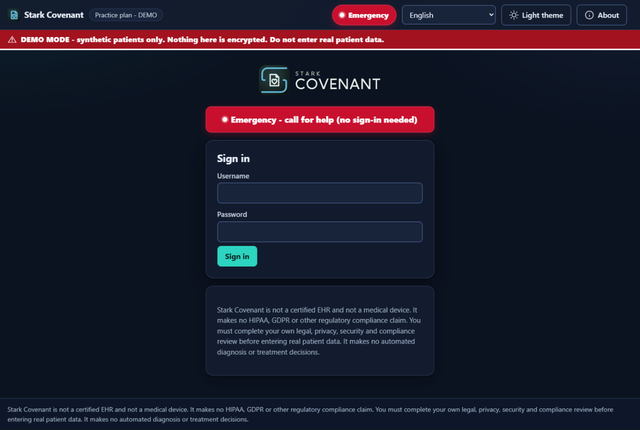 Stark Covenant
Practice plan - DEMO
Emergency
English
Light theme
About
DEMO MODE - synthetic patients only. Nothing here is encrypted. Do not enter real patient data.
STARK
COVENANT
Emergency - call for help (no sign-in needed)
Sign in
Username
Password
Sign in
Stark Covenant is not a certified EHR and not a medical device. It
makes no HIPAA, GDPR or other regulatory compliance claim. You
must complete your own legal, privacy, security and compliance
review before entering real patient data. It makes no automated
diagnosis or treatment decisions.
Stark Covenant is not a certified EHR and not a medical device. It makes no HIPAA, GDPR or other regulatory compliance claim. You must complete your own legal, privacy, security and compliance review before
entering real patient data. It makes no automated diagnosis or treatment decisions.